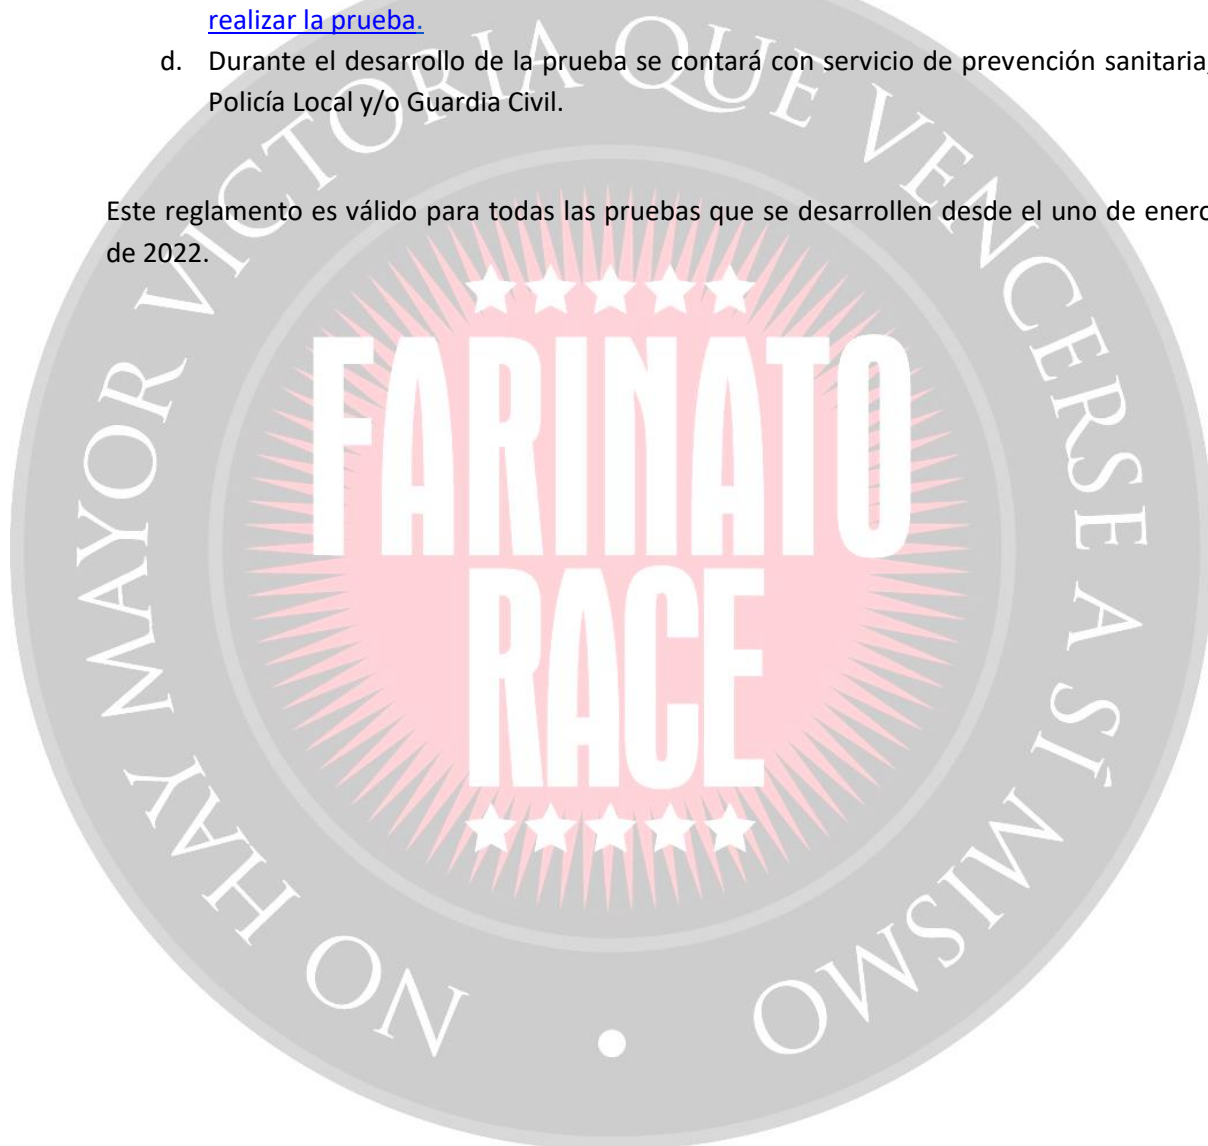 realizar la prueba.
d. Durante el desarrollo de la prueba se contará con servicio de prevención sanitaria,
Policía Local y/o Guardia Civil.
Este reglamento es válido para todas las pruebas que se desarrollen desde el uno de enero
de 2022.
NO HAY MAYOR VICTORIA QUE VENCERSE A SÍ MISMO
FARINATO
RACE